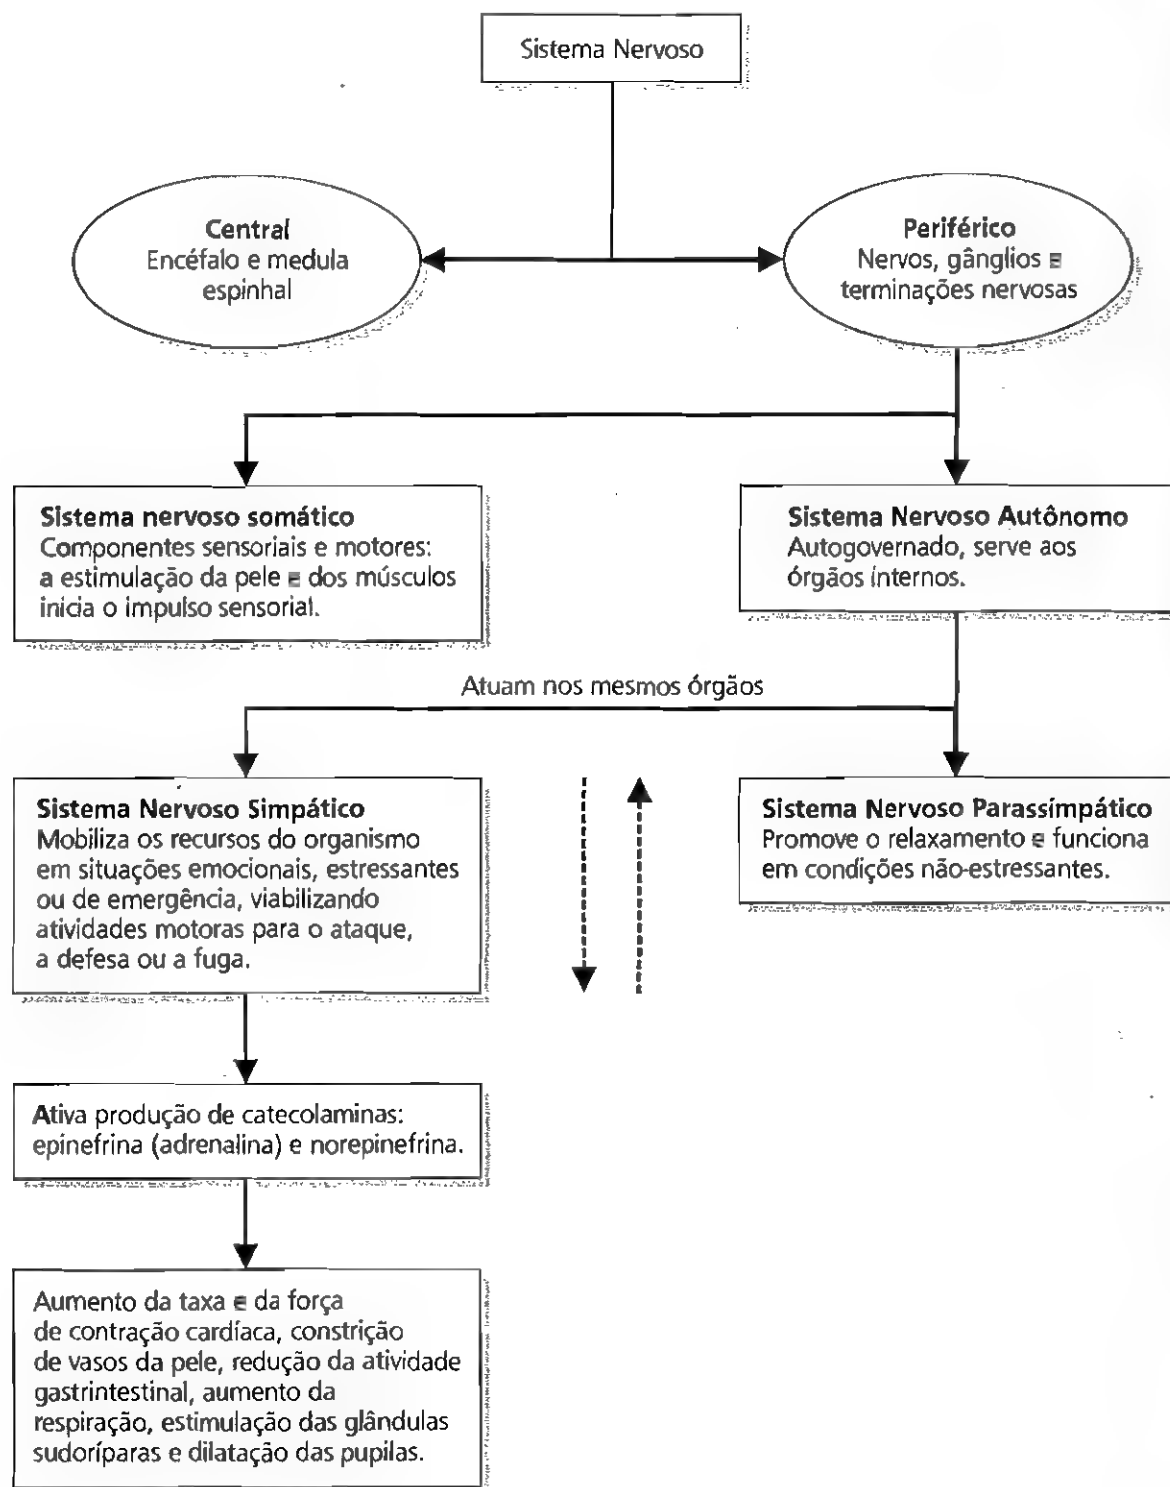 Sistema Nervoso
Central
Encéfalo e medula
espinhal
Periférico
Nervos, gânglios e
terminações nervosas
Sistema nervoso somático
Componentes sensoriais e motores:
a estimulação da pele e dos músculos
inicia o impulso sensorial.
Sistema Nervoso Autônomo
Autogovernado, serve aos
órgãos internos.
Atuam nos mesmos órgãos
Sistema Nervoso Simpático
Mobiliza os recursos do organismo
em situações emocionais, estressantes
ou de emergência, viabilizando
atividades motoras para o ataque,
a defesa ou a fuga.
Sistema Nervoso Parassímpático
Promove o relaxamento e funciona
em condições não-estressantes.
Ativa produção de catecolaminas:
epinefrina (adrenalina) e norepinefrina.
Aumento da taxa e da força
de contração cardíaca, constrição
de vasos da pele, redução da atividade
gastrintestinal, aumento da
respiração, estimulação das glândulas
sudoríparas e dilatação das pupilas.